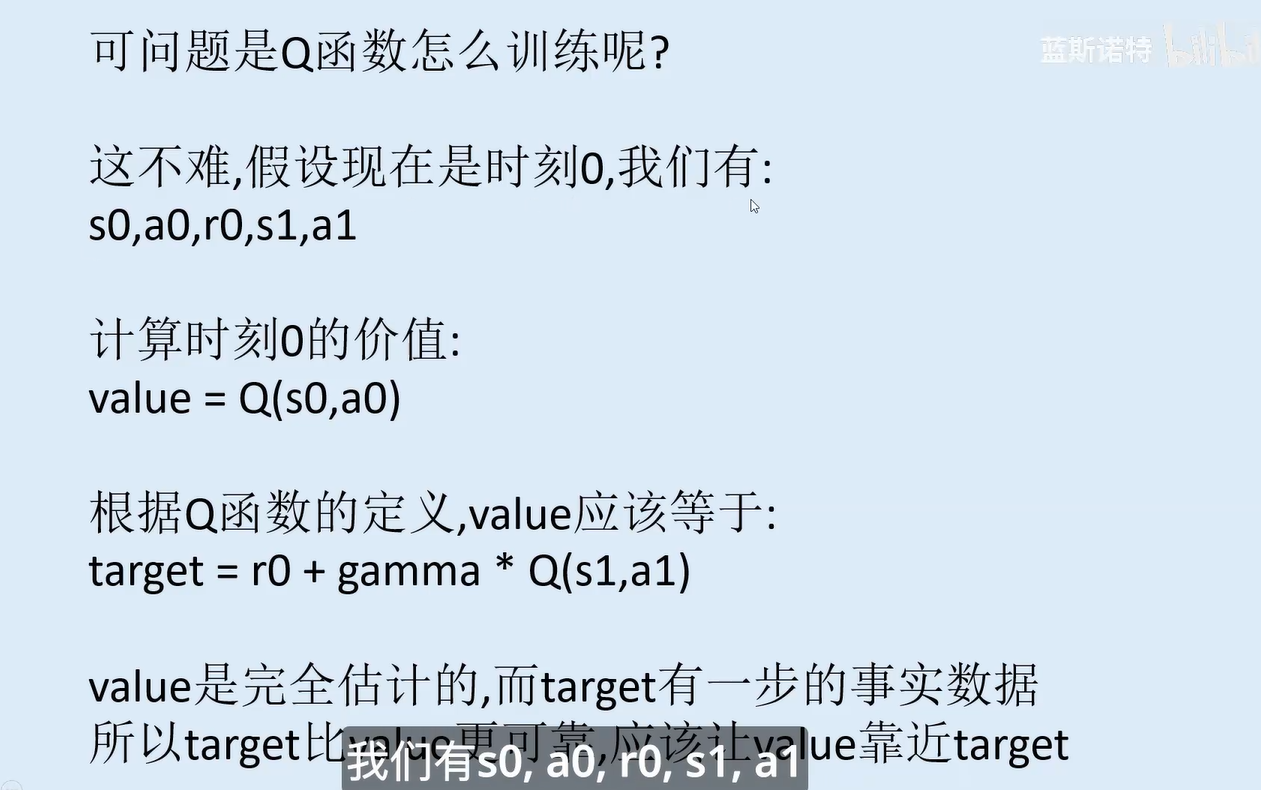 可问题是Q函数怎么训练呢?
蓝斯诺特
这不难,假设现在是时刻0,我们有:
s0,a0,r0,s1,a1
计算时刻0的价值:
value = Q(s0,a0)
根据Q函数的定义,value应该等于:
target = r0 + gamma * Q(s1,a1)
value是完全估计的,而target有一步的事实数据
所以target比value更可靠,应该让value靠近target
我们有s0, a0, r0, s1, a1